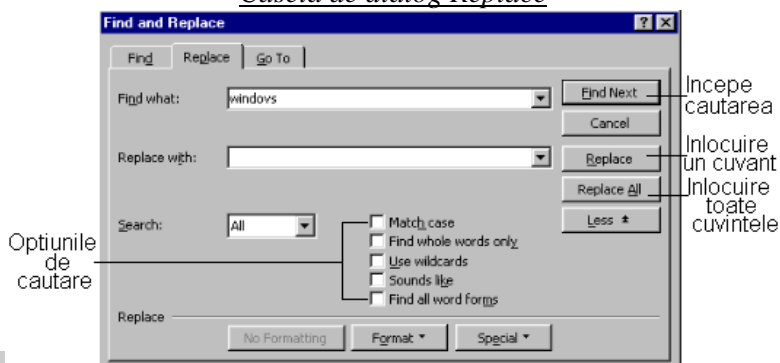 Caseta de dialog Replace
Find and Replace
Find Replace Go To
Find what: windovs Find Next
Incepe
cautarea
Cancel
Replace with: Replace
Inlocuire
un cuvant
Replace All
Inlocuire
toate
cuvintele
Search: All Less
Match case
Find whole words only
Use wildcards
Sounds like
Find all word forms
Optiunile
de
cautare
Replace
No Formatting Format Special